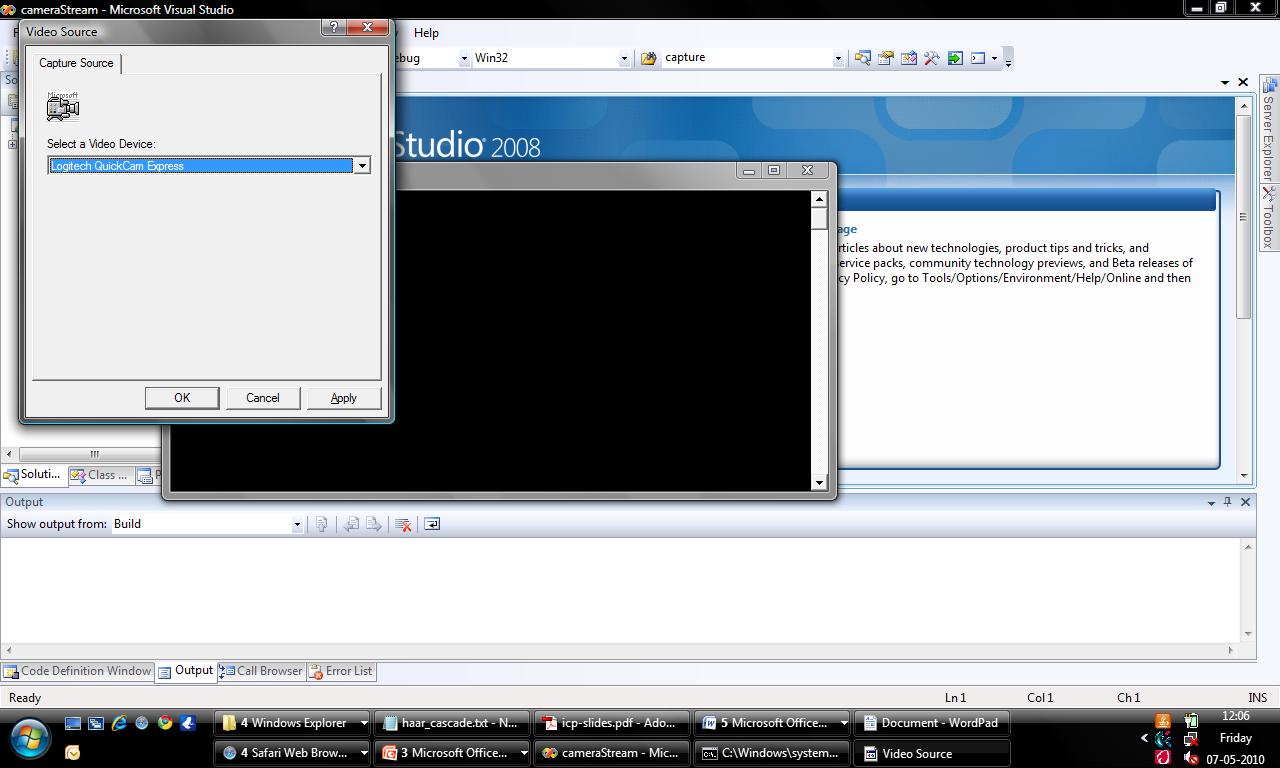 cameraStream - Microsoft Visual Studio
Video Source
Help
Capture Source
ebug
Win32
capture
Microsoft
Select a Video Device:
Logitech QuickCam Express
Studio 2008
Server Explorer
Toolbox
age
rticles about new technologies, product tips and tricks, and
ervice packs, community technology previews, and Beta releases of
cy Policy, go to Tools/Options/Environment/Help/Online and then
OK
Cancel
Apply
Soluti...
Class ...
Output
Show output from: Build
Code Definition Window
Output
Call Browser
Error List
Ready
Ln 1
Col 1
Ch 1
INS
4 Windows Explorer
haar_cascade.txt - N...
icp-slides.pdf - Ado...
5 Microsoft Office...
Document - WordPad
12:06
4 Safari Web Brow...
3 Microsoft Office...
cameraStream - Mic...
C:\Windows\system...
Video Source
Friday
07-05-2010